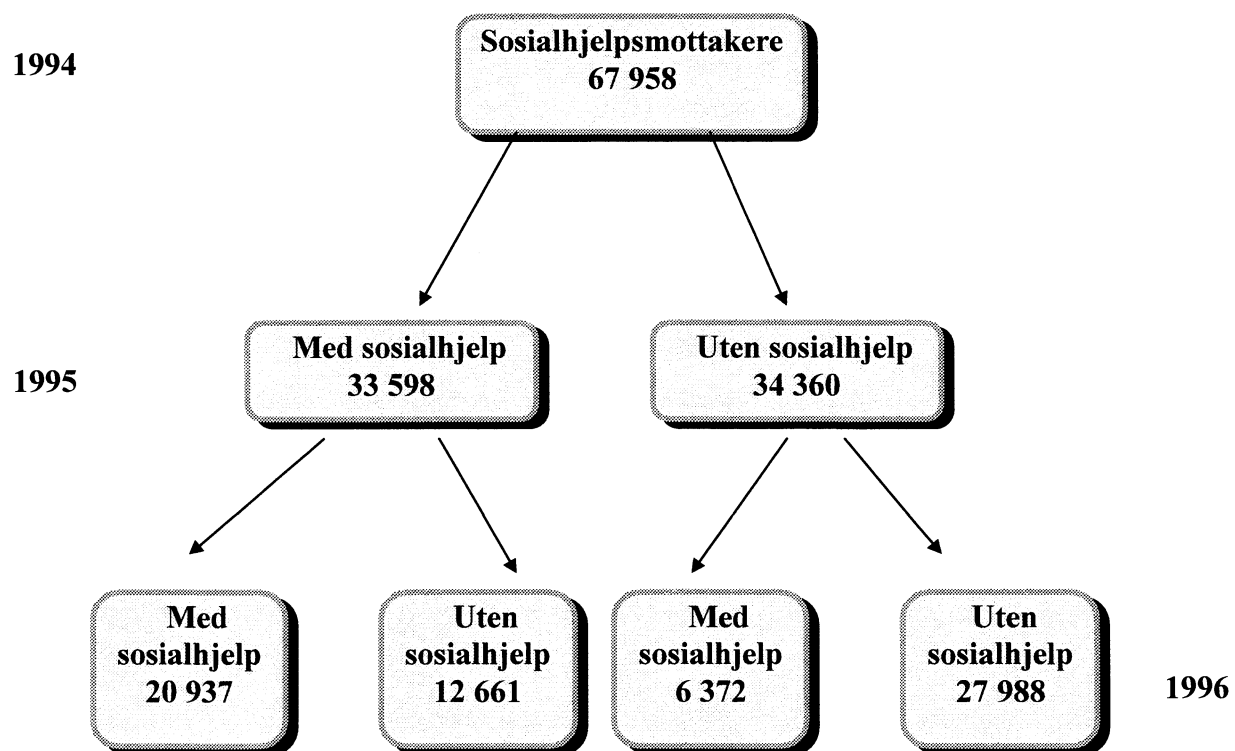 1994
Sosialhjelpsmottakere
67 958
1995
Med sosialhjelp
33 598
Uten sosialhjelp
34 360
Med
sosialhjelp
20 937
Uten
sosialhjelp
12 661
Med
sosialhjelp
6 372
Uten
sosialhjelp
27 988
1996